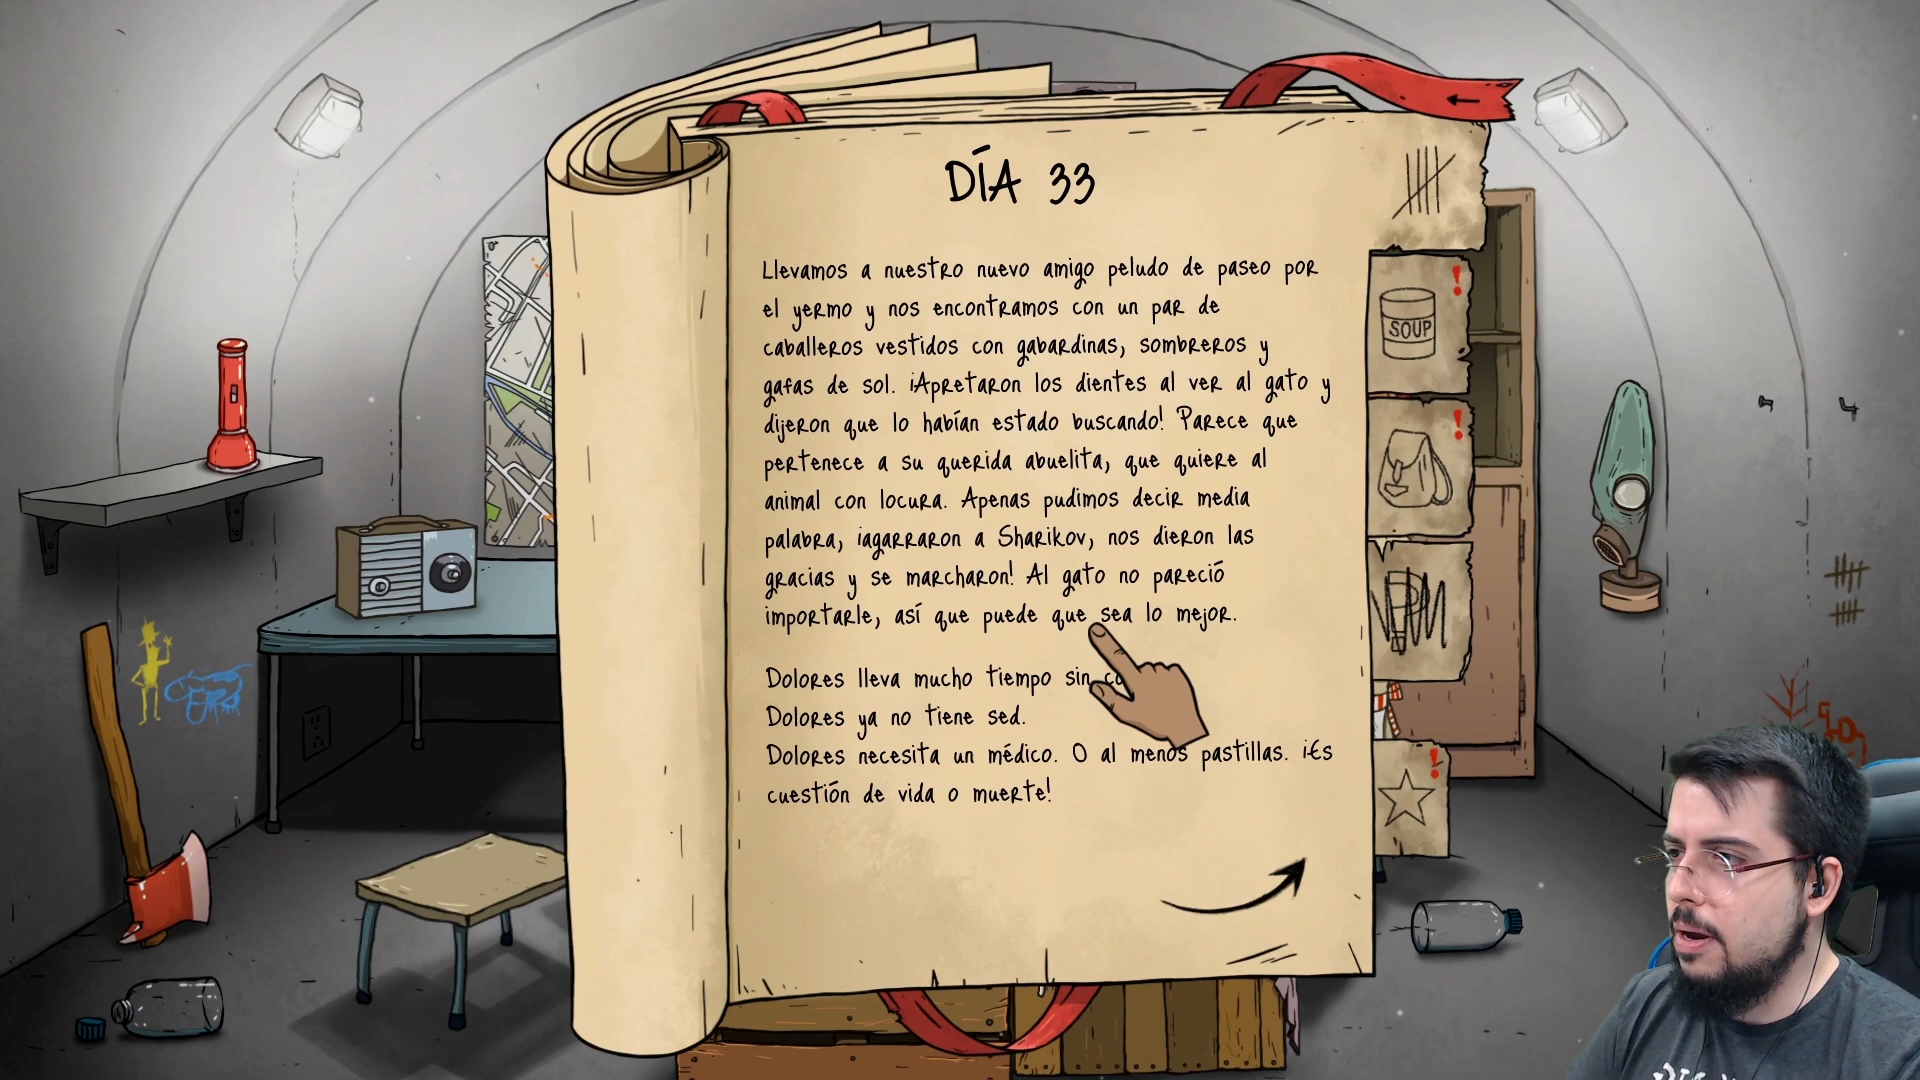 DÍA 33
Llevamos a nuestro nuevo amigo peludo de paseo por
el yermo y nos encontramos con un par de
caballeros vestidos con gabardinas, sombreros y
gafas de sol. ¡Apretaron los dientes al ver al gato y
dijeron que lo habían estado buscando! Parece que
pertenece a su querida abuelita, que quiere al
animal con locura. Apenas pudimos decir media
palabra, ¡agarraron a Sharikov, nos dieron las
gracias y se marcharon! Al gato no pareció
importarle, así que puede que sea lo mejor.
Dolores lleva mucho tiempo sin
Dolores ya no tiene sed.
Dolores necesita un médico. O al menos pastillas. ¡Es
cuestión de vida o muerte!
SOUP